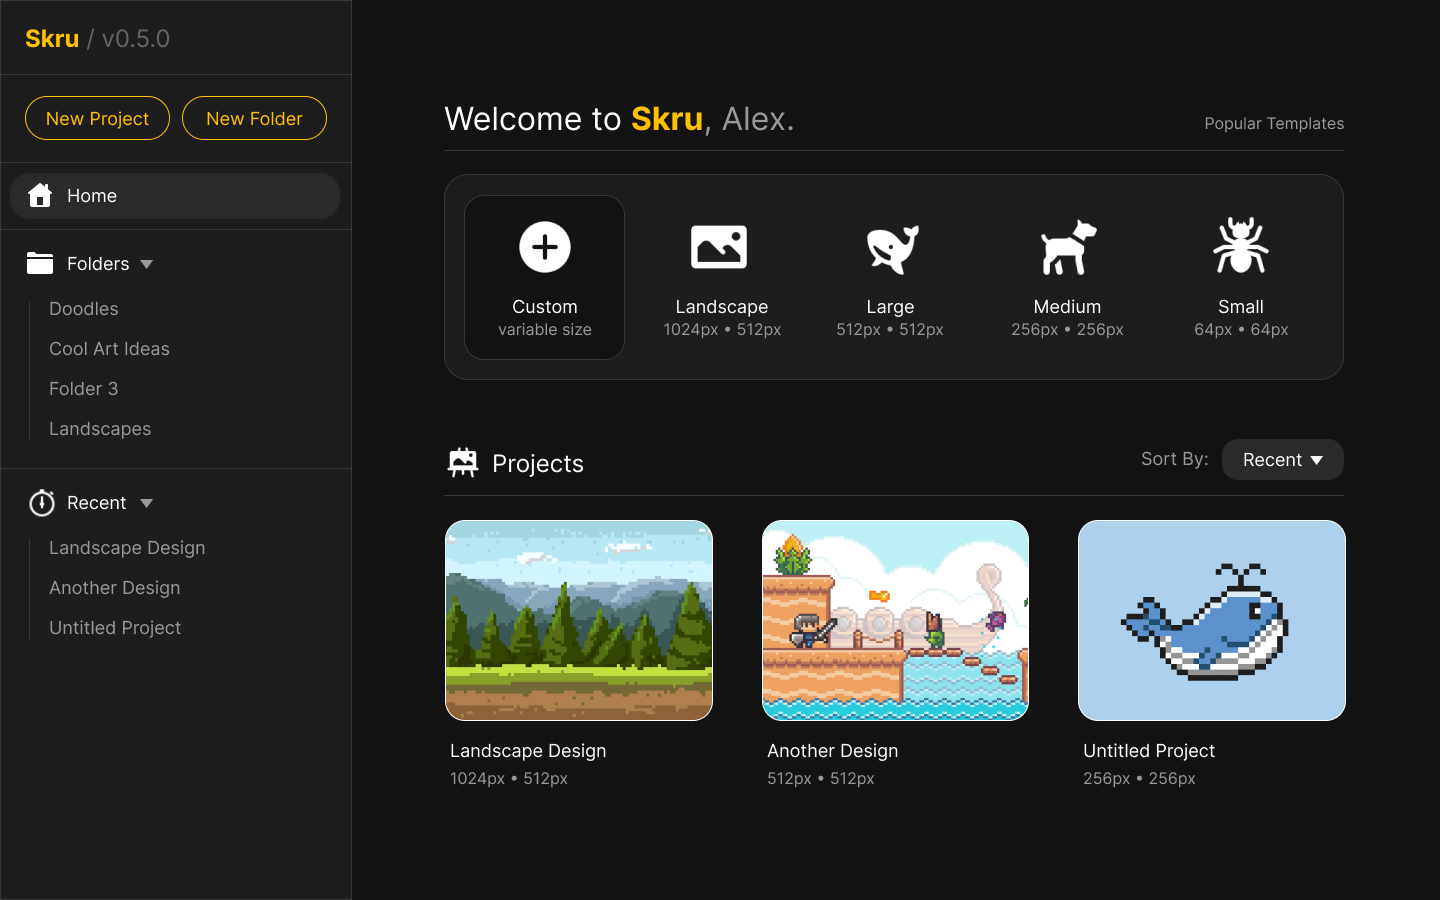 Skru / v0.5.0
New Project
New Folder
Home
Folders
Doodles
Cool Art Ideas
Folder 3
Landscapes
Recent
Landscape Design
Another Design
Untitled Project
Welcome to Skru, Alex.
Popular Templates
Custom
variable size
Landscape
1024px • 512px
Large
512px • 512px
Medium
256px • 256px
Small
64px • 64px
Projects
Sort By:
Recent
Landscape Design
1024px • 512px
Another Design
512px • 512px
Untitled Project
256px • 256px